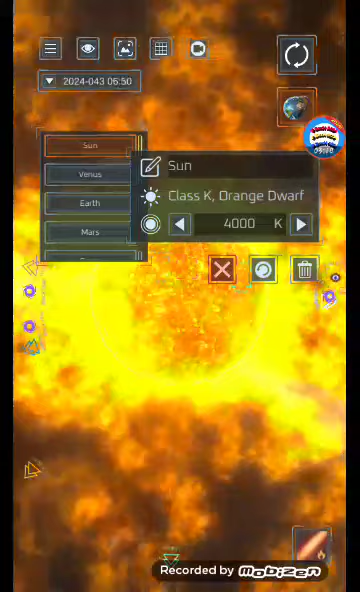 2024-043 06:50
Sun
Venus
Earth
Mars
Sun
Class K, Orange Dwarf
4000 K
Recorded by mobizen